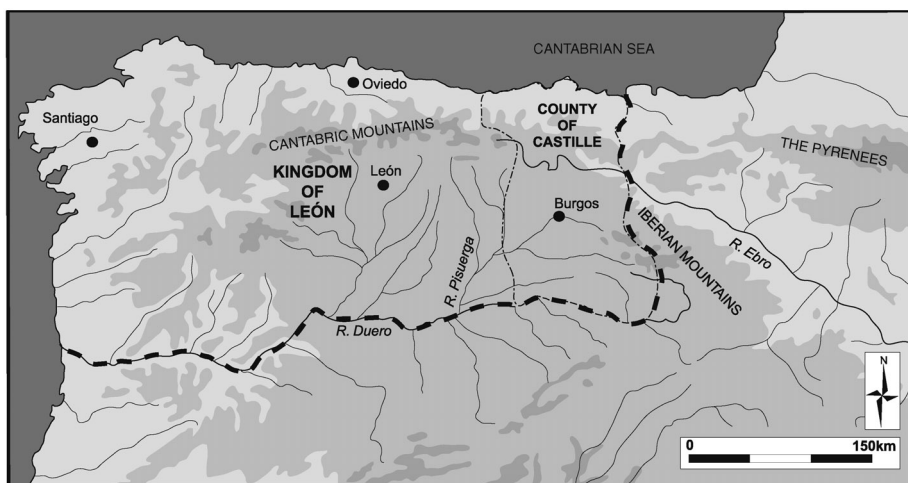 CANTABRIAN SEA
Oviedo
COUNTY
OF
CASTILLE
Santiago
CANTABRIC MOUNTAINS
THE PYRENEES
KINGDOM
OF
LEÓN
León
Burgos
IBERIAN MOUNTAINS
R. Ebro
R. Pisuerga
R. Duero
N
0 150km